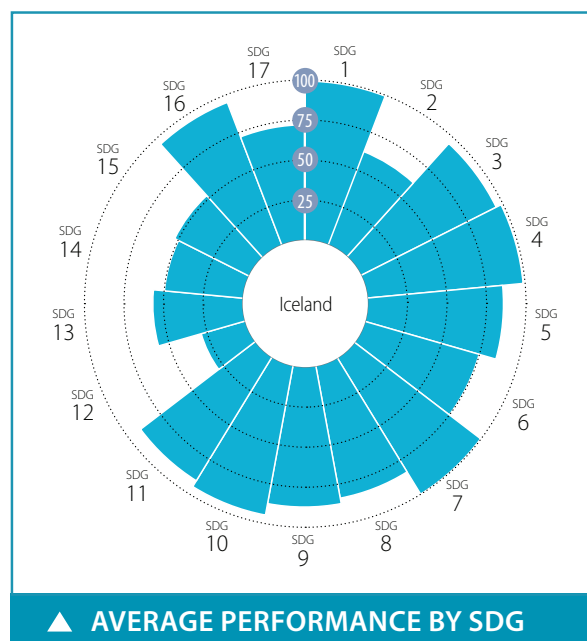 SDG
1
SDG
2
SDG
3
SDG
4
SDG
5
SDG
6
SDG
7
SDG
8
SDG
9
SDG
10
SDG
11
SDG
12
SDG
13
SDG
14
SDG
15
SDG
16
SDG
17
100
75
50
25
Iceland
AVERAGE PERFORMANCE BY SDG